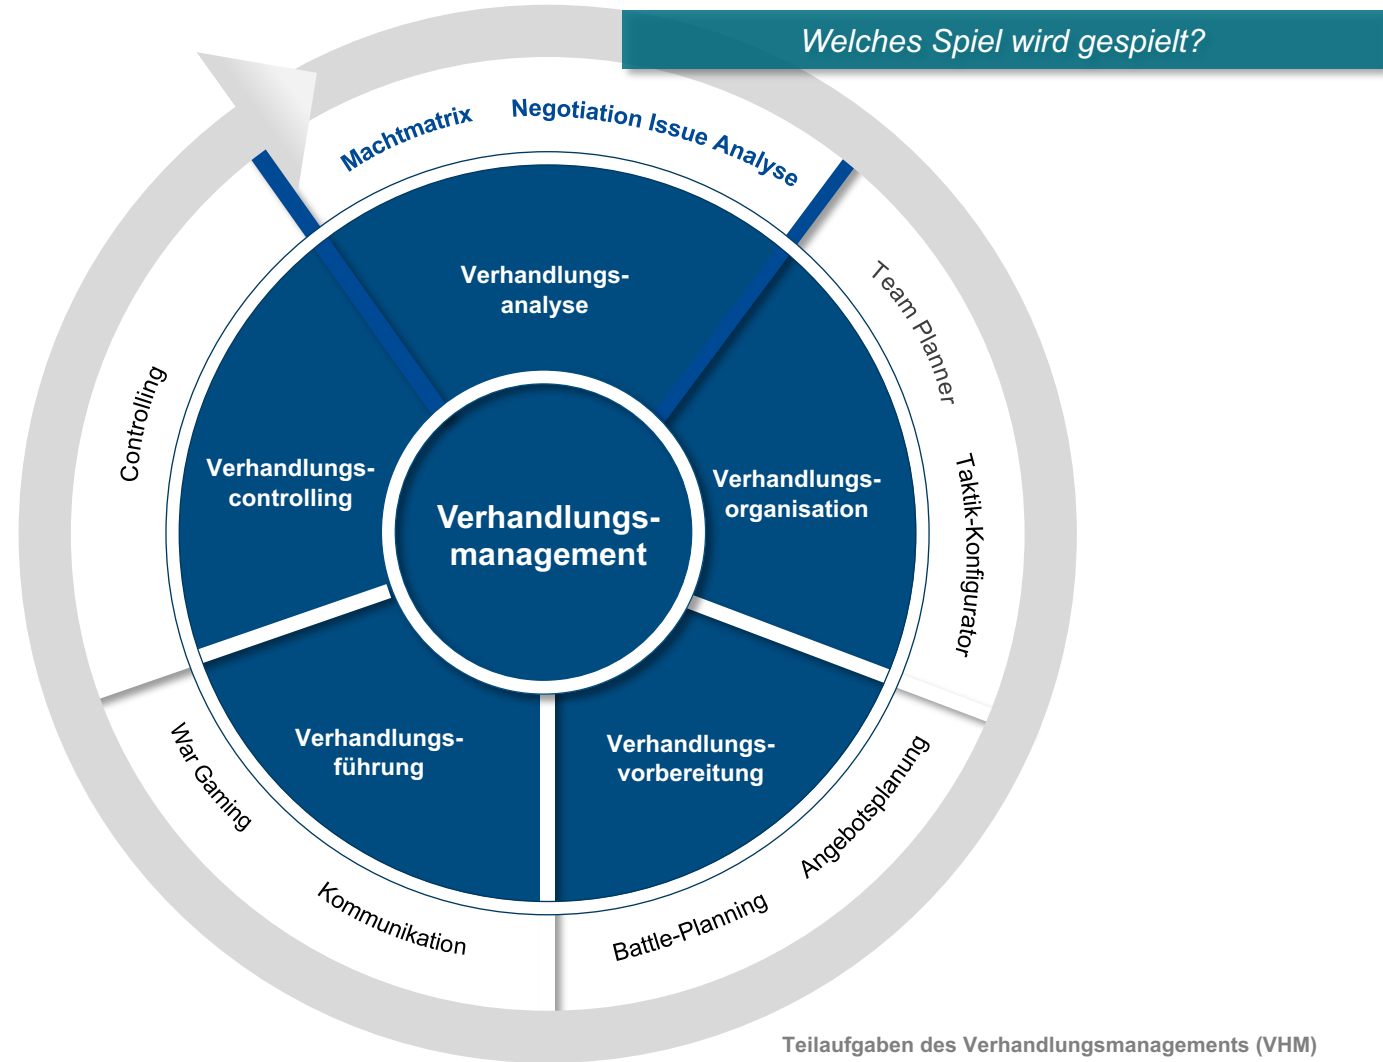 Welches Spiel wird gespielt?
Machtmatrix
Negotiation Issue Analyse
Team Planner
Taktik-Konfigurator
Angebotsplanung
Battle-Planning
Kommunikation
War Gaming
Controlling
Verhandlungs-
analyse
Verhandlungs-
organisation
Verhandlungs-
vorbereitung
Verhandlungs-
führung
Verhandlungs-
controlling
Verhandlungs-
management
Teilaufgaben des Verhandlungsmanagements (VHM)